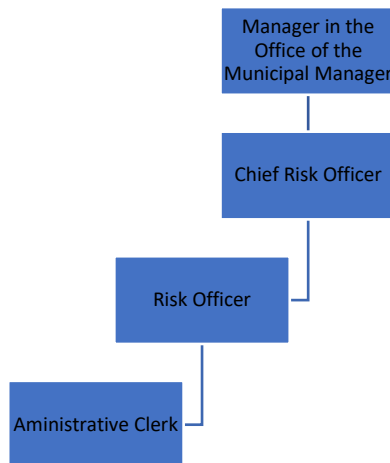 Manager in the
Office of the
Municipal Manager
Chief Risk Officer
Risk Officer
Aministrative Clerk